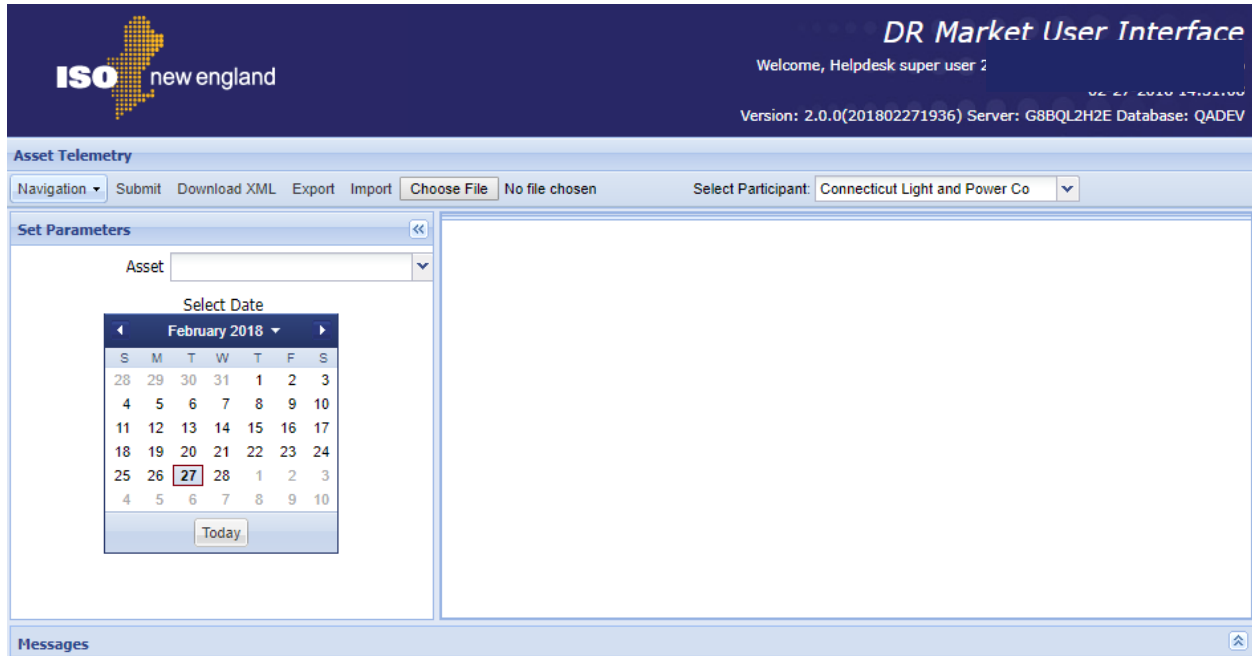 DR Market User Interface
ISO new england
Welcome, Helpdesk super user
Version: 2.0.0(201802271936) Server: G8BQL2H2E Database: QADEV
Asset Telemetry
Navigation Submit Download XML Export Import Choose File No file chosen Select Participant: Connecticut Light and Power Co
Set Parameters
Asset
Select Date
February 2018
S M T W T F S
28 29 30 31 1 2 3
4 5 6 7 8 9 10
11 12 13 14 15 16 17
18 19 20 21 22 23 24
25 26 27 28 1 2 3
4 5 6 7 8 9 10
Today
Messages